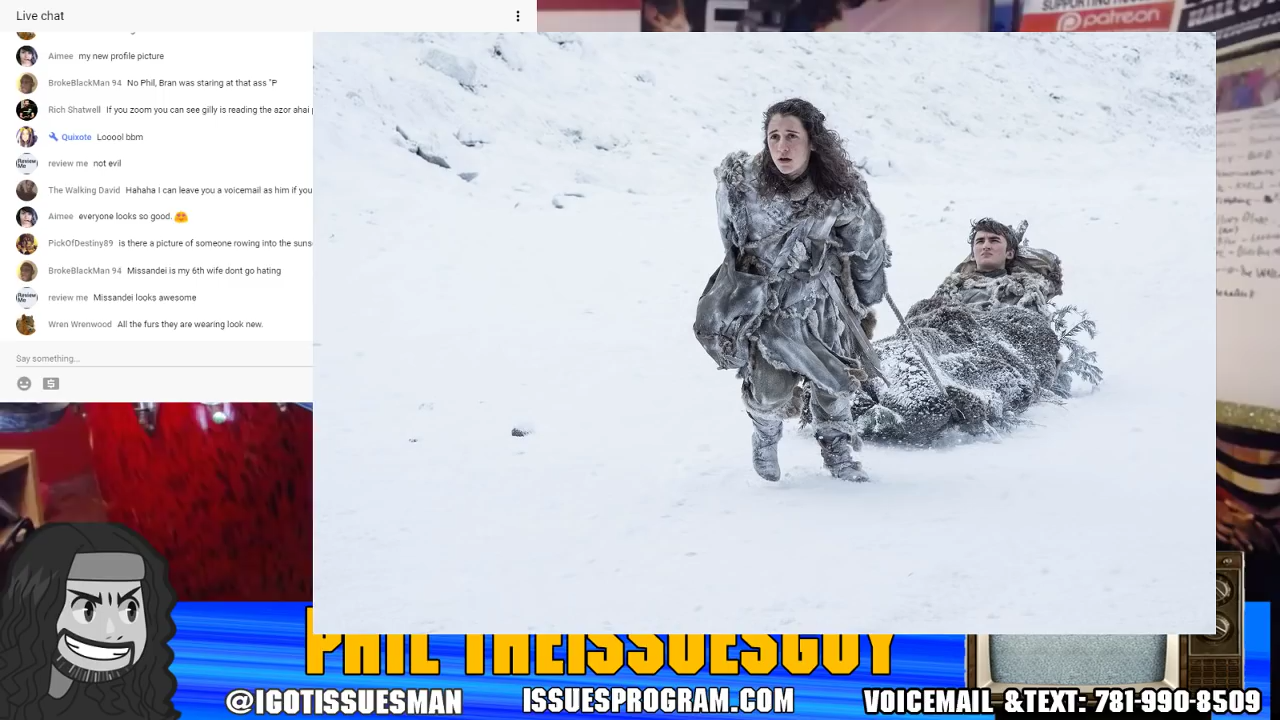 Live chat
SUPPORTING
patreon
Aimee my new profile picture
BrokeBlackMan 94 No Phil, Bran was staring at that ass "P
Rich Shatwell If you zoom you can see gilly is reading the azor ahai
Quixote Looool bbm
review me not evil
The Walking David Hahaha I can leave you a voicemail as him if you
Aimee everyone looks so good.
PickOfDestiny89 is there a picture of someone rowing into the suns
BrokeBlackMan 94 Missandei is my 6th wife dont go hating
review me Missandei looks awesome
Wren Wrenwood All the furs they are wearing look new.
Say something...
PHIL THEISSUESGUY
@IGOTISSUESMAN
ISSUESPROGRAM.COM
VOICEMAIL & TEXT: 781-990-8509